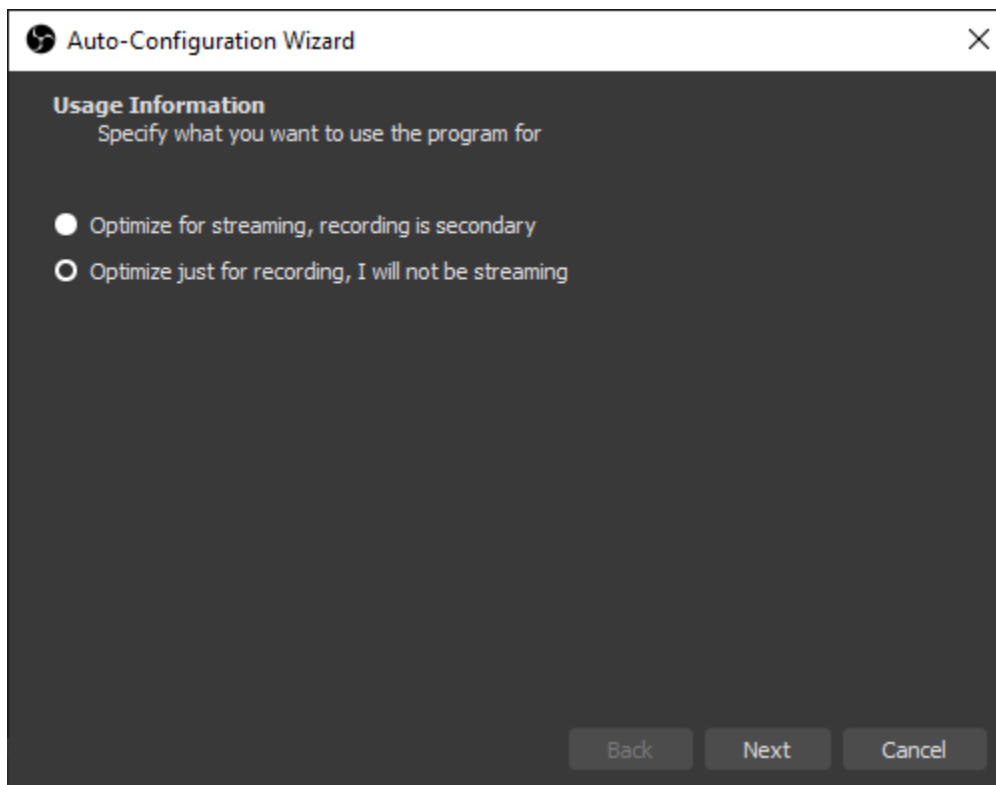 Auto-Configuration Wizard
Usage Information
Specify what you want to use the program for
Optimize for streaming, recording is secondary
Optimize just for recording, I will not be streaming
Back Next Cancel